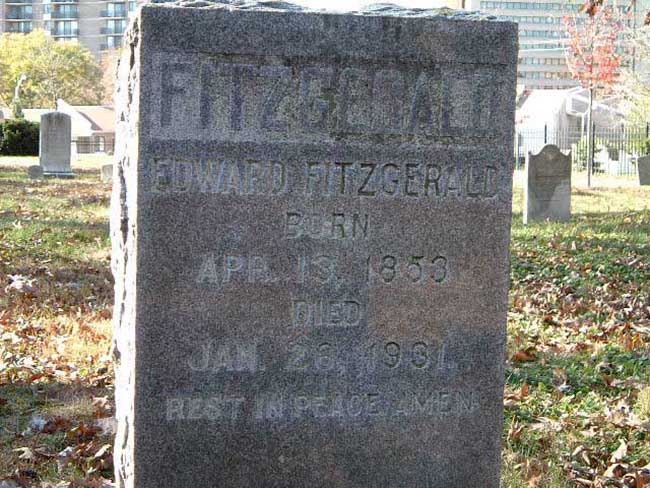 FITZGERALD
EDWARD FITZGERALD
BORN
APR. 13, 1853
DIED
JAN. 26, 1931.
REST IN PEACE, AMEN